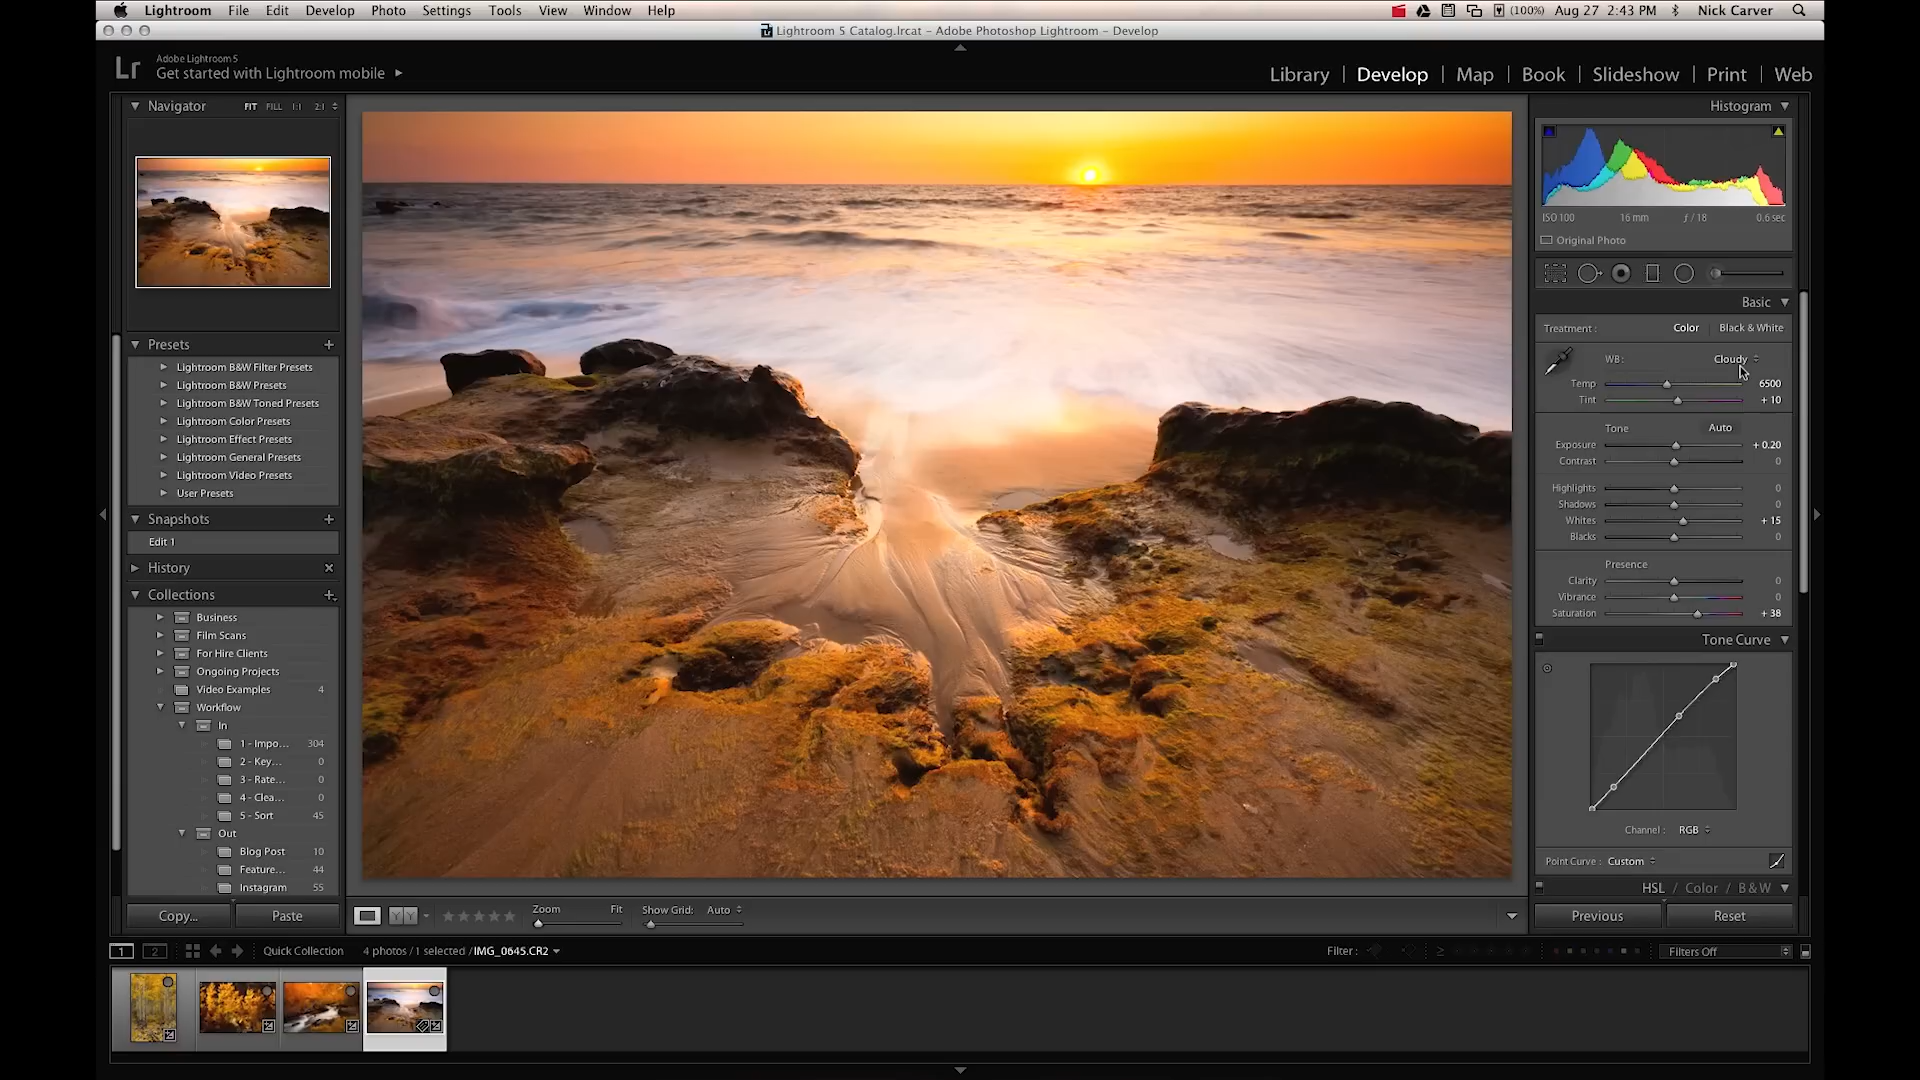 Lightroom File Edit Develop Photo Settings Tools View Window Help (100%) Aug 27 2:43 PM Nick Carver
Lightroom 5 Catalog.lrcat – Adobe Photoshop Lightroom – Develop
Lr
Adobe Lightroom 5
Get started with Lightroom mobile
Library | Develop | Map | Book | Slideshow | Print | Web
Navigator FIT FILL 1:1 2:1
Presets +
Lightroom B&W Filter Presets
Lightroom B&W Presets
Lightroom B&W Toned Presets
Lightroom Color Presets
Lightroom Effect Presets
Lightroom General Presets
Lightroom Video Presets
User Presets
Snapshots +
Edit 1
History ×
Collections +
Business
Film Scans
For Hire Clients
Ongoing Projects
Video Examples 4
Workflow
In
1 - Impo... 304
2 - Key... 0
3 - Rate... 0
4 - Clea... 0
5 - Sort 45
Out
Blog Post 10
Feature... 44
Instagram 55
Copy... Paste
Zoom Fit Show Grid: Auto
Histogram
ISO 100 16 mm ƒ / 18 0.6 sec
Original Photo
Basic
Treatment : Color Black & White
WB : Cloudy
Temp 6500
Tint + 10
Tone Auto
Exposure + 0.20
Contrast 0
Highlights 0
Shadows 0
Whites + 15
Blacks 0
Presence
Clarity 0
Vibrance 0
Saturation + 38
Tone Curve
Channel : RGB
Point Curve : Custom
HSL / Color / B&W
Previous Reset
1 2 Quick Collection 4 photos / 1 selected / IMG_0645.CR2 Filter : ≥ Filters Off